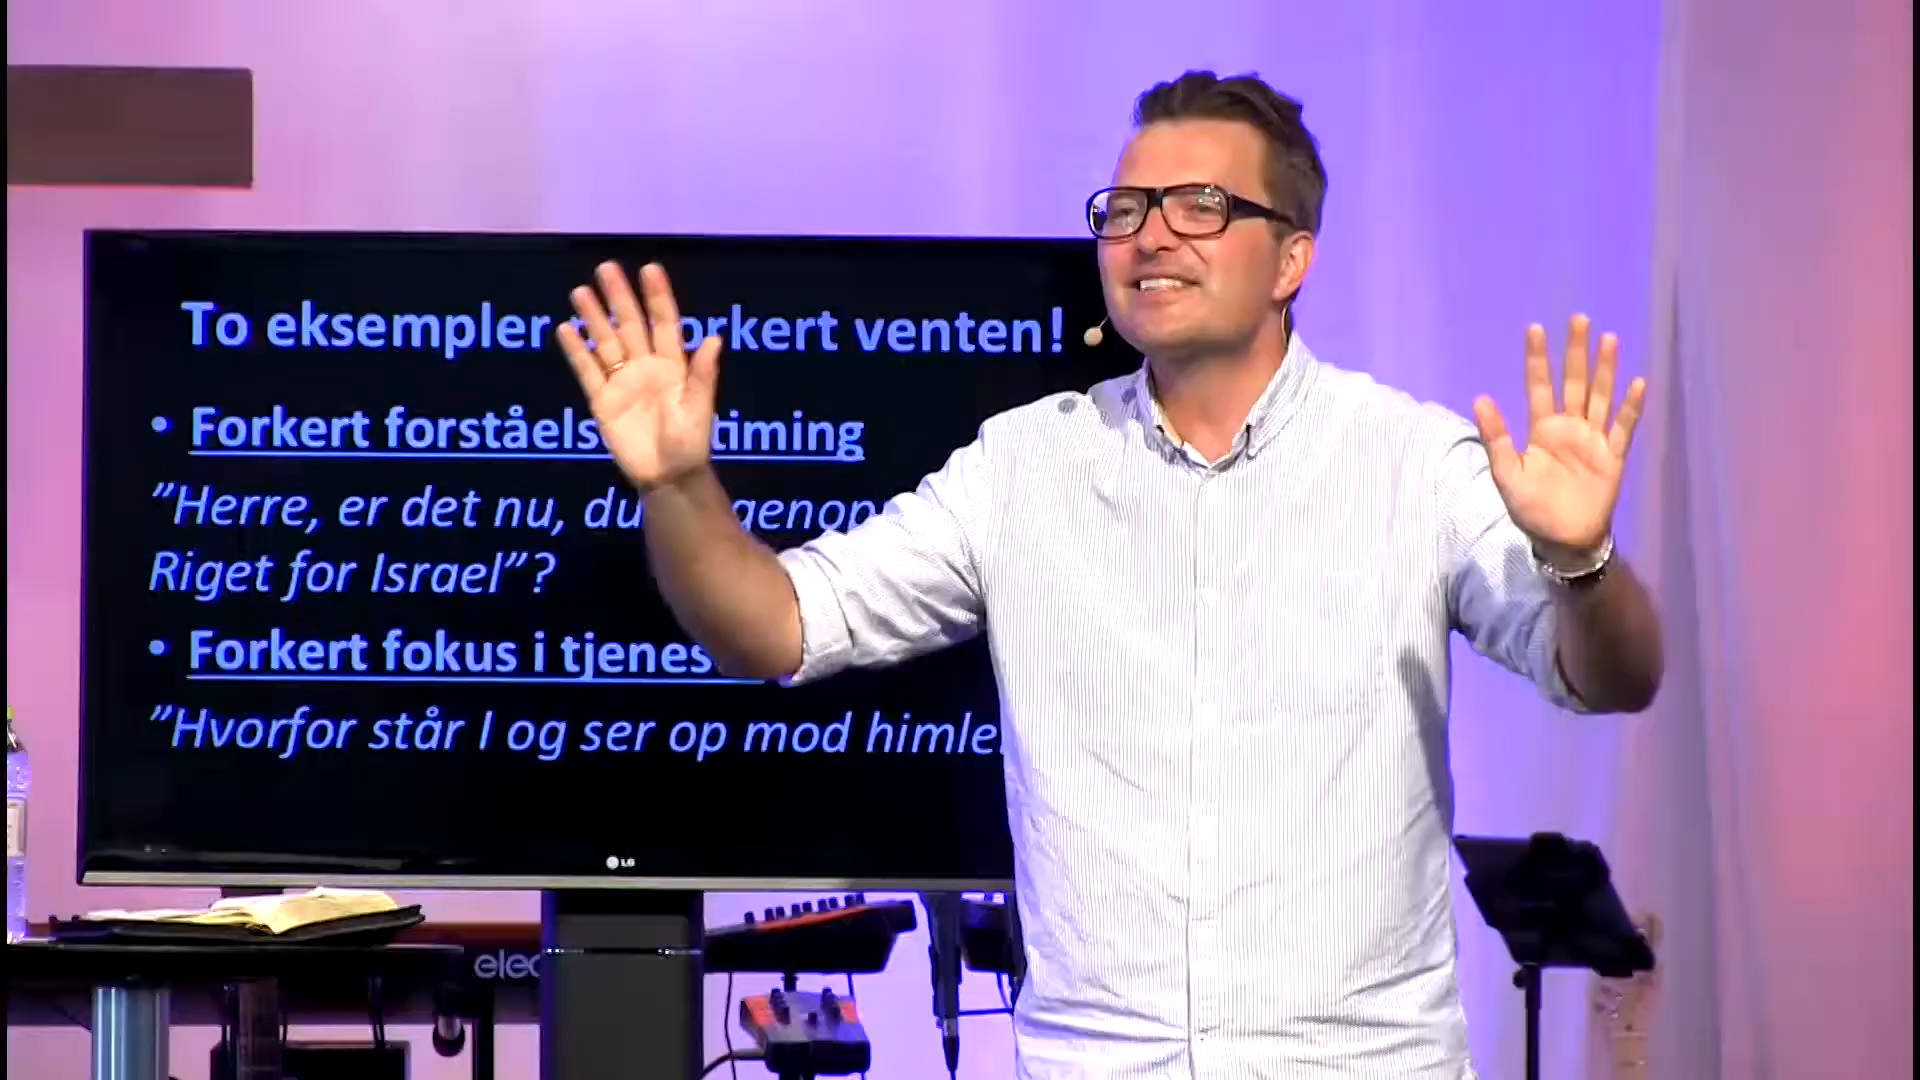 To eksempler orkert venten!
• Forkert forståels timing
”Herre, er det nu, du genop
Riget for Israel”?
• Forkert fokus i tjenes
”Hvorfor står I og ser op mod himle
LG
elec